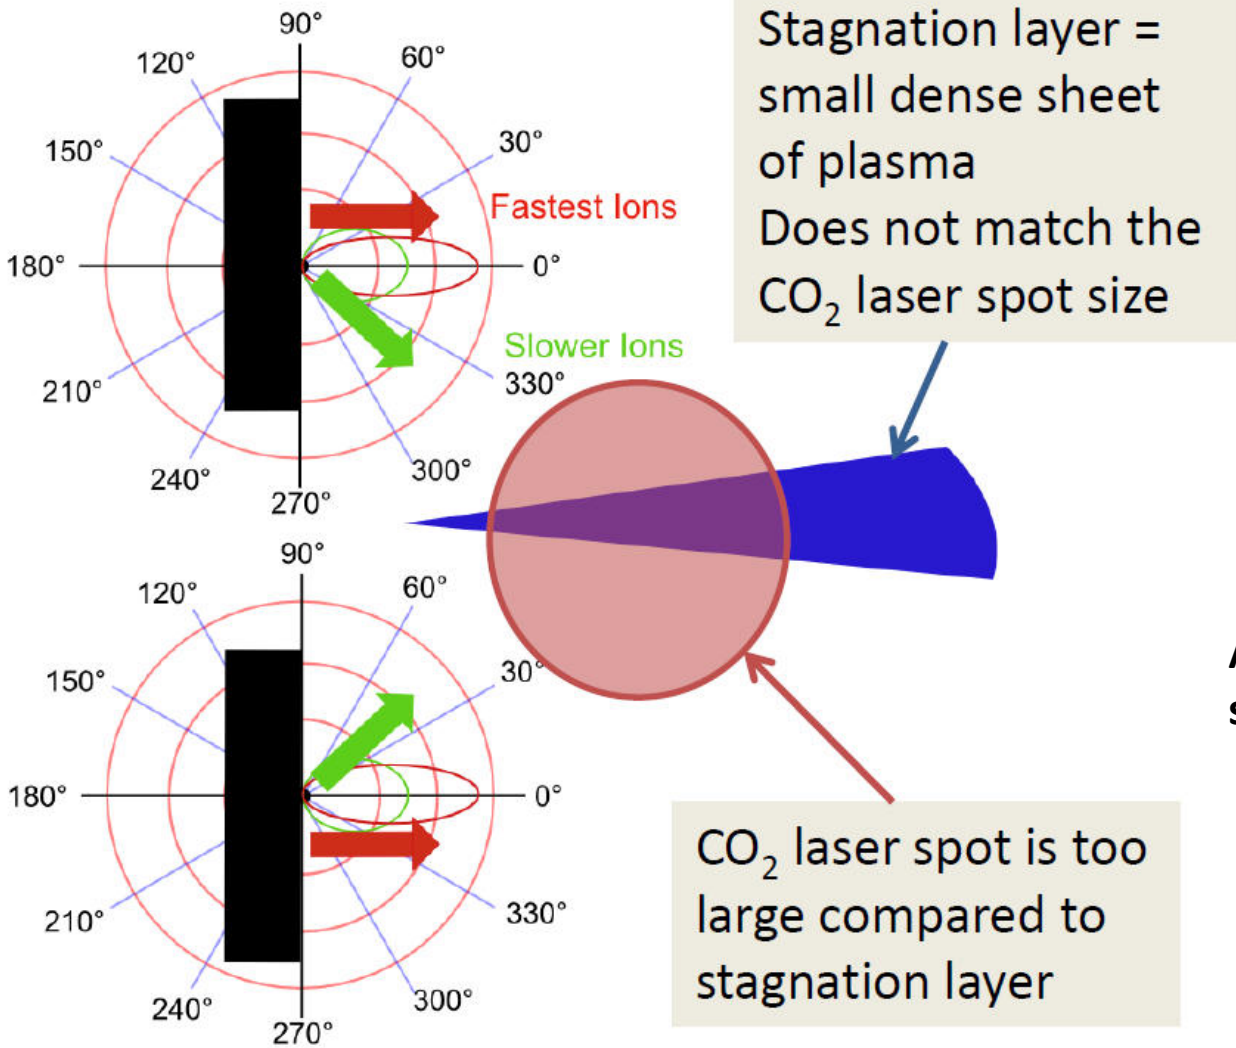 90°
120°
60°
150°
30°
Fastest Ions
180°
0°
Slower Ions
210°
330°
240°
300°
270°
Stagnation layer =
small dense sheet
of plasma
Does not match the
CO₂ laser spot size
90°
120°
60°
150°
30°
180°
0°
210°
330°
240°
300°
270°
CO₂ laser spot is too
large compared to
stagnation layer